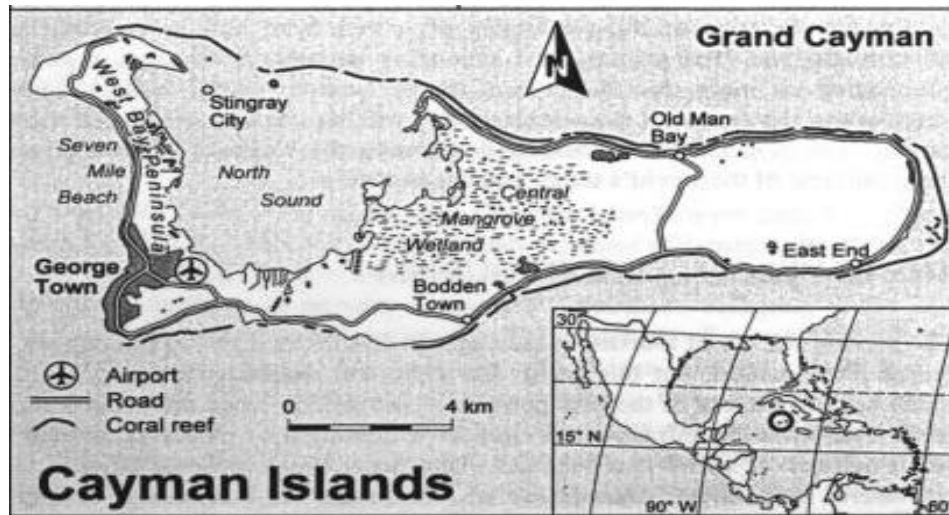 Grand Cayman
N
Old Man
Bay
Stingray
City
West Bay Peninsula
Seven
Mile
Beach
North
Sound
Central
Mangrove
Wetland
East End
George
Town
Bodden
Town
Airport
Road
Coral reef
0 4 km
Cayman Islands
30°
15° N
90° W
60°